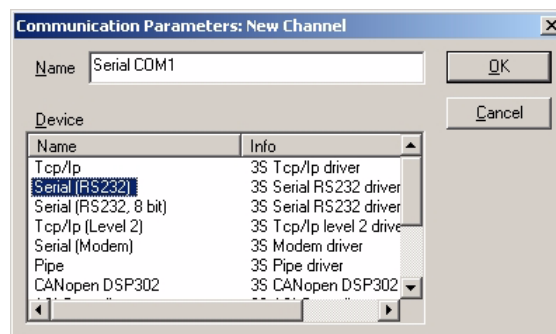 Communication Parameters: New Channel
Name Serial COM1 OK
Cancel
Device
Name Info
Tcp/Ip 3S Tcp/Ip driver
Serial (RS232) 3S Serial RS232 driver
Serial (RS232, 8 bit) 3S Serial RS232 driver
Tcp/Ip (Level 2) 3S Tcp/Ip level 2 drive
Serial (Modem) 3S Modem driver
Pipe 3S Pipe driver
CANopen DSP302 3S CANopen DSP302